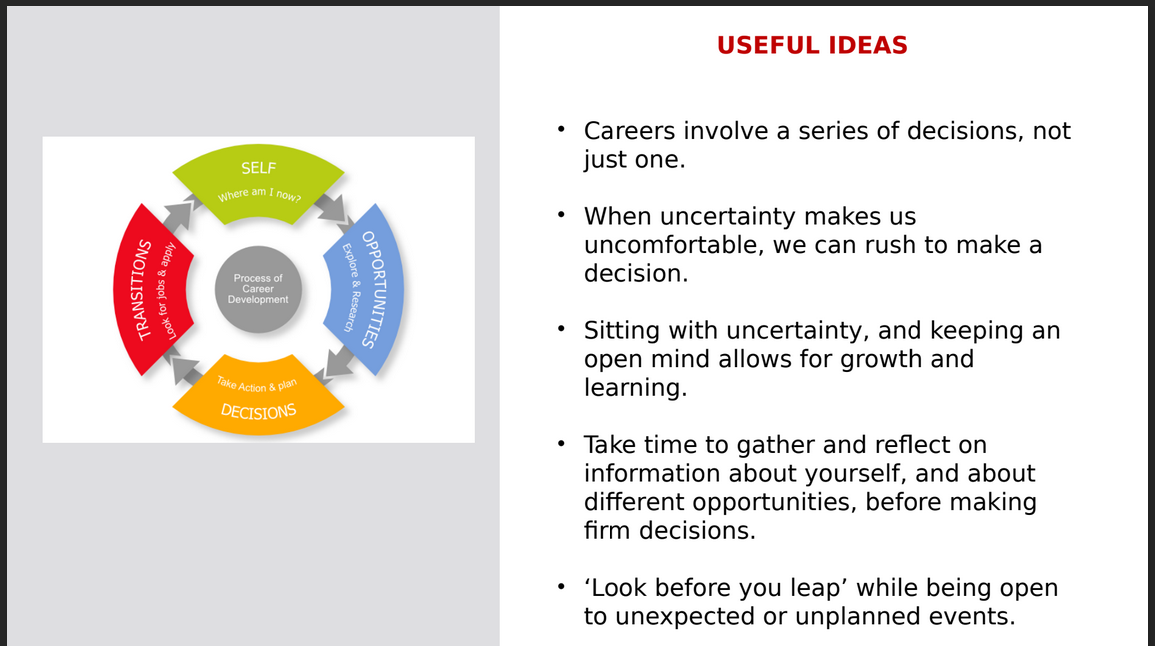 SELF
Where am I now?
OPPORTUNITIES
Explore & Research
Process of
Career
Development
TRANSITIONS
Look for jobs & apply
Take Action & plan
DECISIONS
USEFUL IDEAS
• Careers involve a series of decisions, not
just one.
• When uncertainty makes us
uncomfortable, we can rush to make a
decision.
• Sitting with uncertainty, and keeping an
open mind allows for growth and
learning.
• Take time to gather and reflect on
information about yourself, and about
different opportunities, before making
firm decisions.
• ‘Look before you leap’ while being open
to unexpected or unplanned events.